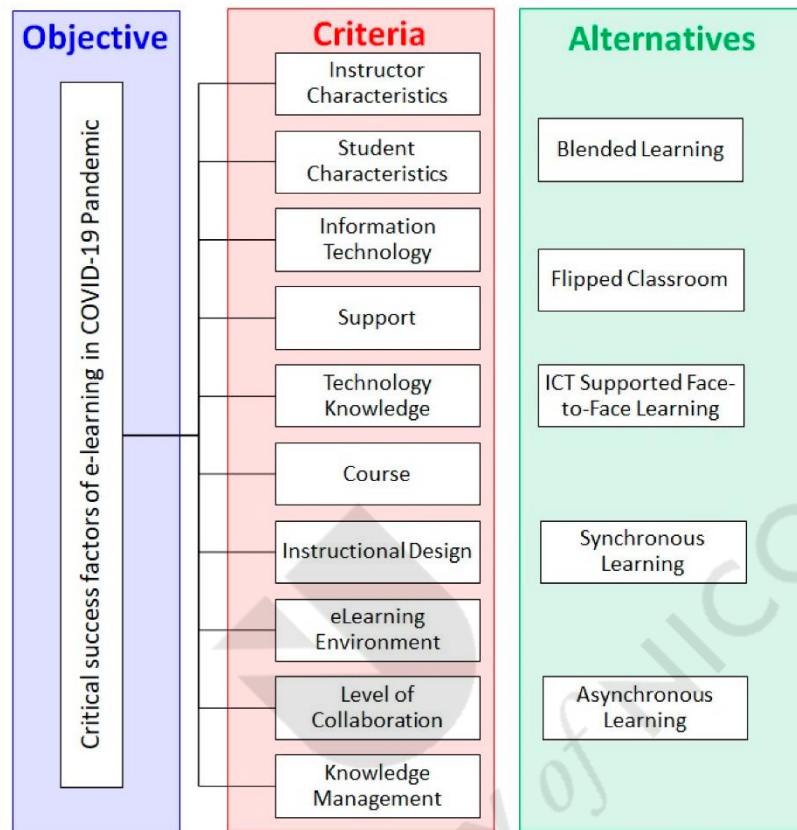 Objective
Critical success factors of e-learning in COVID-19 Pandemic
Criteria
Instructor
Characteristics
Student
Characteristics
Information
Technology
Support
Technology
Knowledge
Course
Instructional Design
eLearning
Environment
Level of
Collaboration
Knowledge
Management
Alternatives
Blended Learning
Flipped Classroom
ICT Supported Face-
to-Face Learning
Synchronous
Learning
Asynchronous
Learning
of NICO